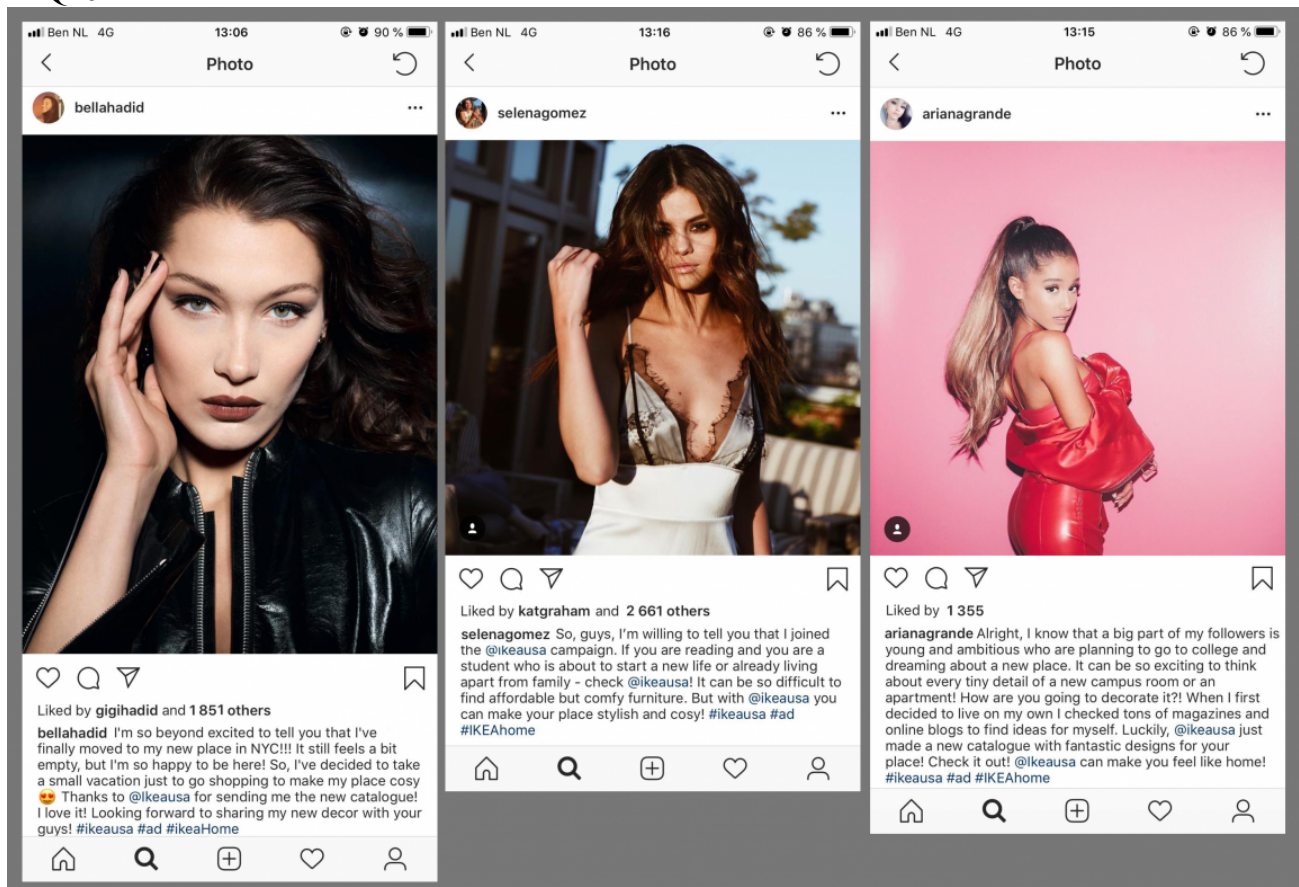 Ben NL 4G 13:06 90 %
Photo
bellahadid
Liked by gigihadid and 1 851 others
bellahadid I'm so beyond excited to tell you that I've
finally moved to my new place in NYC!!! It still feels a bit
empty, but I'm so happy to be here! So, I've decided to take
a small vacation just to go shopping to make my place cosy
😍 Thanks to @Ikeausa for sending me the new catalogue!
I love it! Looking forward to sharing my new decor with your
guys! #ikeausa #ad #ikeaHome
Ben NL 4G 13:16 86 %
Photo
selenagomez
Liked by katgraham and 2 661 others
selenagomez So, guys, I'm willing to tell you that I joined
the @ikeausa campaign. If you are reading and you are a
student who is about to start a new life or already living
apart from family - check @ikeausa! It can be so difficult to
find affordable but comfy furniture. But with @ikeausa you
can make your place stylish and cosy! #ikeausa #ad
#IKEAhome
Ben NL 4G 13:15 86 %
Photo
arianagrande
Liked by 1 355
arianagrande Alright, I know that a big part of my followers is
young and ambitious who are planning to go to college and
dreaming about a new place. It can be so exciting to think
about every tiny detail of a new campus room or an
apartment! How are you going to decorate it?! When I first
decided to live on my own I checked tons of magazines and
online blogs to find ideas for myself. Luckily, @ikeausa just
made a new catalogue with fantastic designs for your
place! Check it out! @Ikeausa can make you feel like home!
#ikeausa #ad #IKEAhome